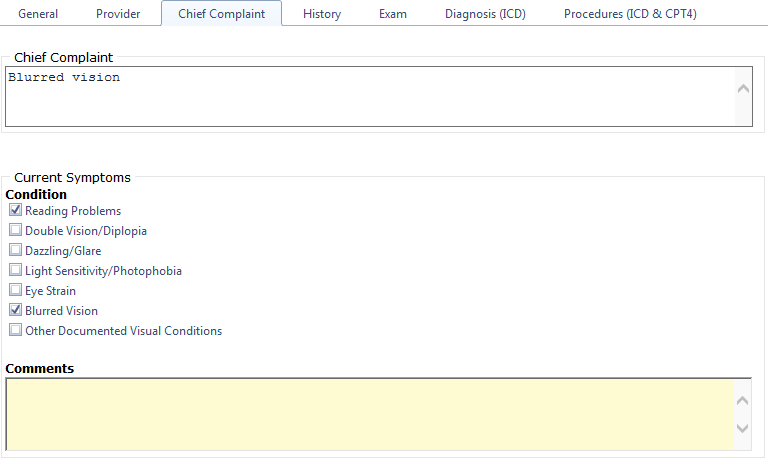 General Provider Chief Complaint History Exam Diagnosis (ICD) Procedures (ICD & CPT4)
Chief Complaint
Blurred vision
Current Symptoms
Condition
Reading Problems
Double Vision/Diplopia
Dazzling/Glare
Light Sensitivity/Photophobia
Eye Strain
Blurred Vision
Other Documented Visual Conditions
Comments